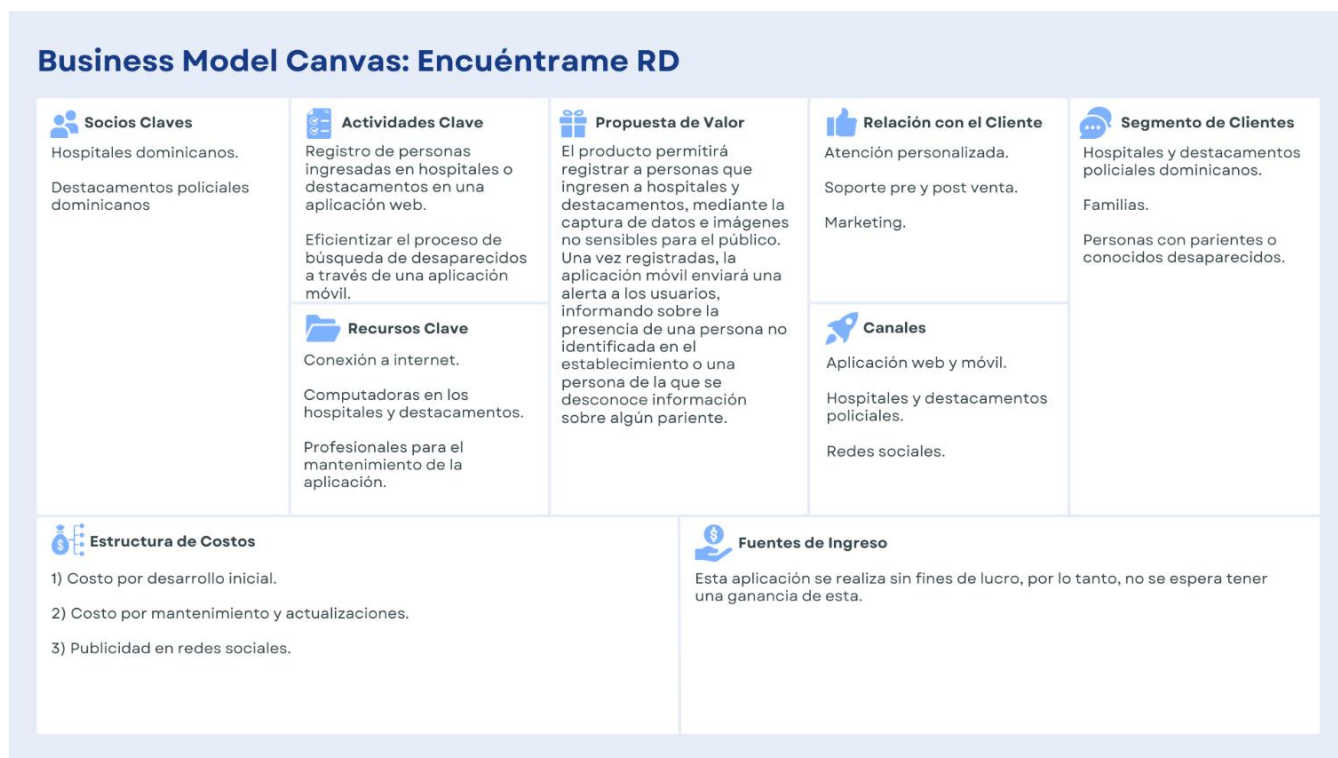 Business Model Canvas: Encuéntrame RD
Socios Claves
Hospitales dominicanos.
Destacamentos policiales
dominicanos
Actividades Clave
Registro de personas
ingresadas en hospitales o
destacamentos en una
aplicación web.
Eficientizar el proceso de
búsqueda de desaparecidos
a través de una aplicación
móvil.
Recursos Clave
Conexión a internet.
Computadoras en los
hospitales y destacamentos.
Profesionales para el
mantenimiento de la
aplicación.
Propuesta de Valor
El producto permitirá
registrar a personas que
ingresen a hospitales y
destacamentos, mediante la
captura de datos e imágenes
no sensibles para el público.
Una vez registradas, la
aplicación móvil enviará una
alerta a los usuarios,
informando sobre la
presencia de una persona no
identificada en el
establecimiento o una
persona de la que se
desconoce información
sobre algún pariente.
Relación con el Cliente
Atención personalizada.
Soporte pre y post venta.
Marketing.
Canales
Aplicación web y móvil.
Hospitales y destacamentos
policiales.
Redes sociales.
Segmento de Clientes
Hospitales y destacamentos
policiales dominicanos.
Familias.
Personas con parientes o
conocidos desaparecidos.
Estructura de Costos
1) Costo por desarrollo inicial.
2) Costo por mantenimiento y actualizaciones.
3) Publicidad en redes sociales.
Fuentes de Ingreso
Esta aplicación se realiza sin fines de lucro, por lo tanto, no se espera tener
una ganancia de esta.